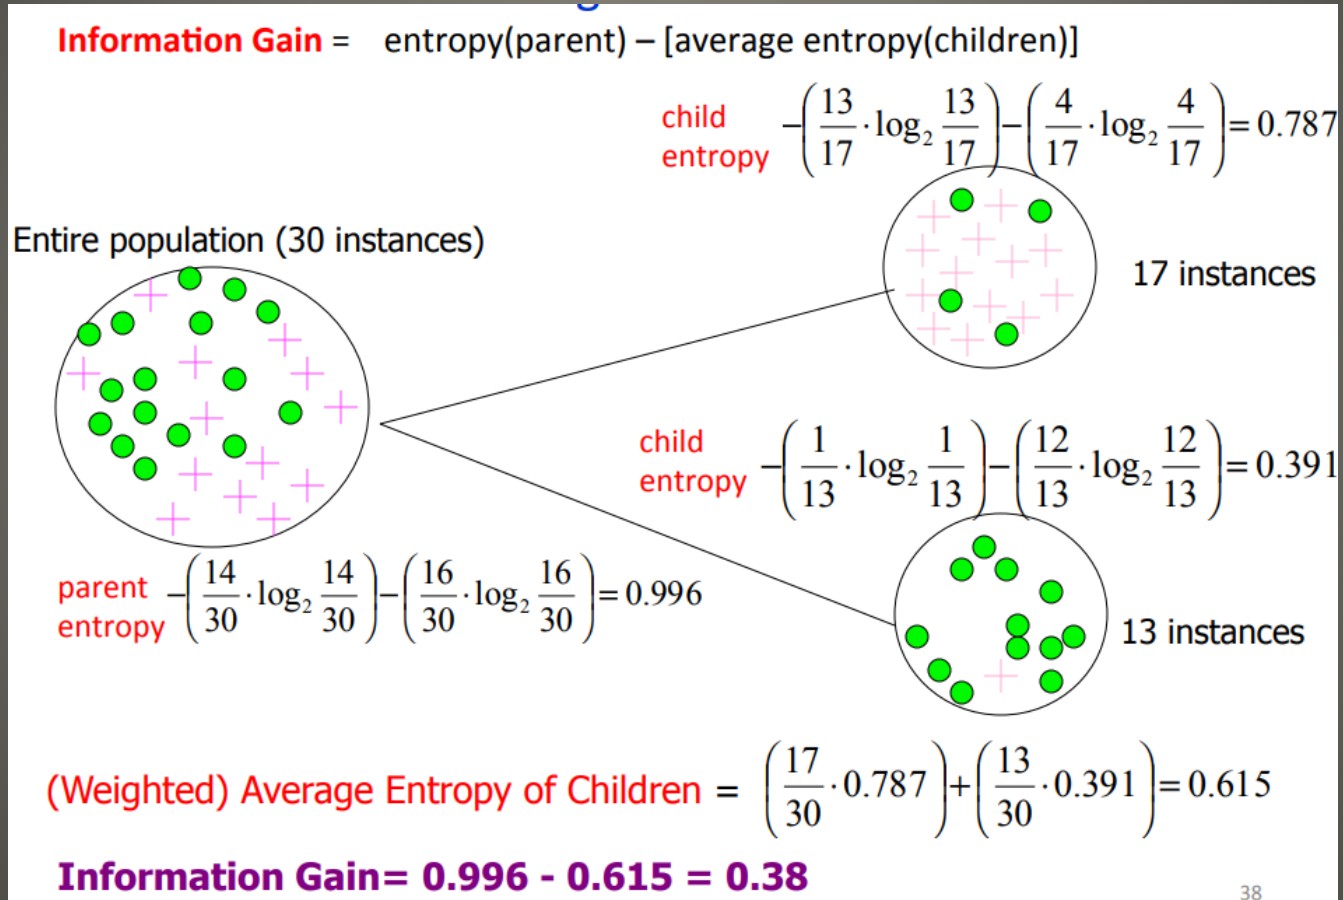 Information Gain = entropy(parent) – [average entropy(children)]
child entropy −(13/17 · log₂ 13/17) − (4/17 · log₂ 4/17) = 0.787
Entire population (30 instances)
17 instances
child entropy −(1/13 · log₂ 1/13) − (12/13 · log₂ 12/13) = 0.391
parent entropy −(14/30 · log₂ 14/30) − (16/30 · log₂ 16/30) = 0.996
13 instances
(Weighted) Average Entropy of Children = (17/30 · 0.787) + (13/30 · 0.391) = 0.615
Information Gain= 0.996 - 0.615 = 0.38
38